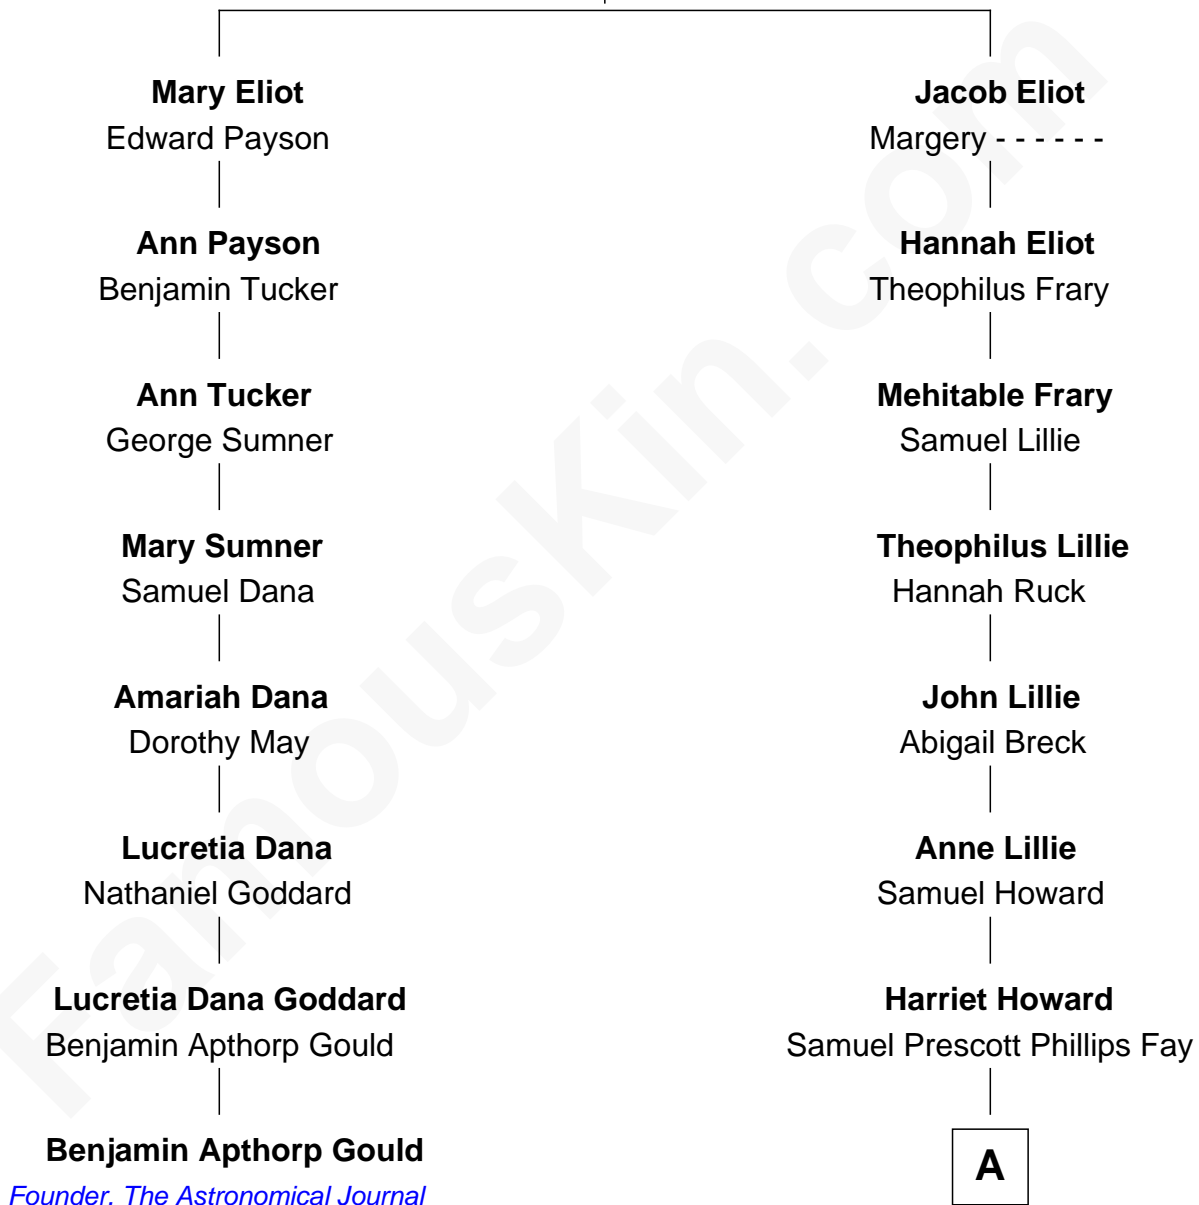 Mary Eliot
Edward Payson
Jacob Eliot
Margery - - - - - -
Ann Payson
Benjamin Tucker
Hannah Eliot
Theophilus Frary
Ann Tucker
George Sumner
Mehitable Frary
Samuel Lillie
Mary Sumner
Samuel Dana
Theophilus Lillie
Hannah Ruck
Amariah Dana
Dorothy May
John Lillie
Abigail Breck
Lucretia Dana
Nathaniel Goddard
Anne Lillie
Samuel Howard
Lucretia Dana Goddard
Benjamin Apthorp Gould
Harriet Howard
Samuel Prescott Phillips Fay
Benjamin Apthorp Gould
Founder, The Astronomical Journal
A
FamousKin.com